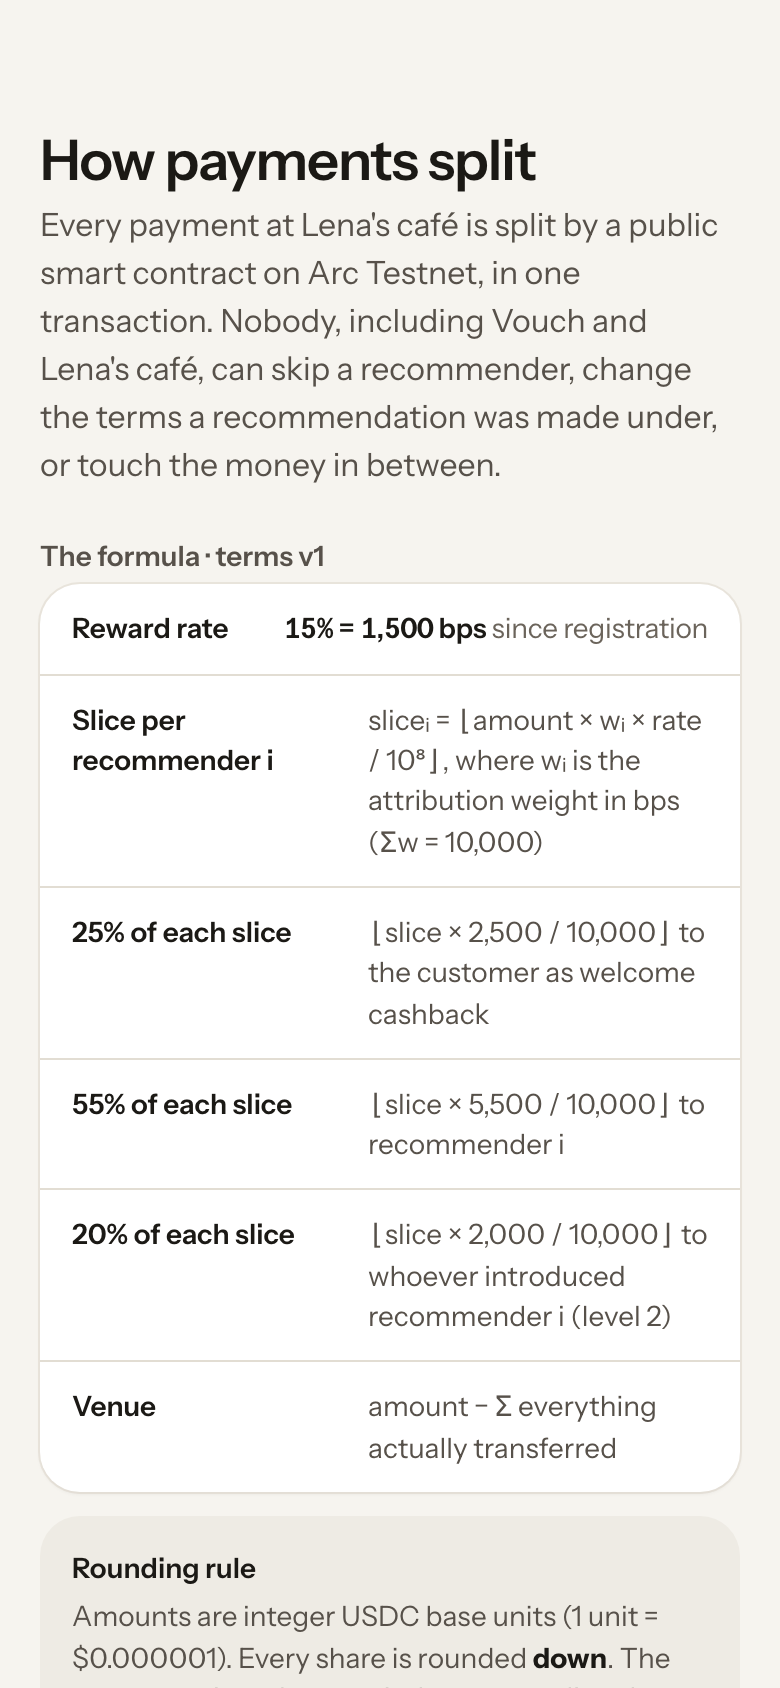 How payments split
Every payment at Lena's café is split by a public
smart contract on Arc Testnet, in one
transaction. Nobody, including Vouch and
Lena's café, can skip a recommender, change
the terms a recommendation was made under,
or touch the money in between.
The formula · terms v1
Reward rate 15% = 1,500 bps since registration
Slice per
recommender i
sliceᵢ = ⌊amount × wᵢ × rate
/ 10⁸⌋, where wᵢ is the
attribution weight in bps
(Σw = 10,000)
25% of each slice
⌊slice × 2,500 / 10,000⌋ to
the customer as welcome
cashback
55% of each slice
⌊slice × 5,500 / 10,000⌋ to
recommender i
20% of each slice
⌊slice × 2,000 / 10,000⌋ to
whoever introduced
recommender i (level 2)
Venue
amount − Σ everything
actually transferred
Rounding rule
Amounts are integer USDC base units (1 unit =
$0.000001). Every share is rounded down. The